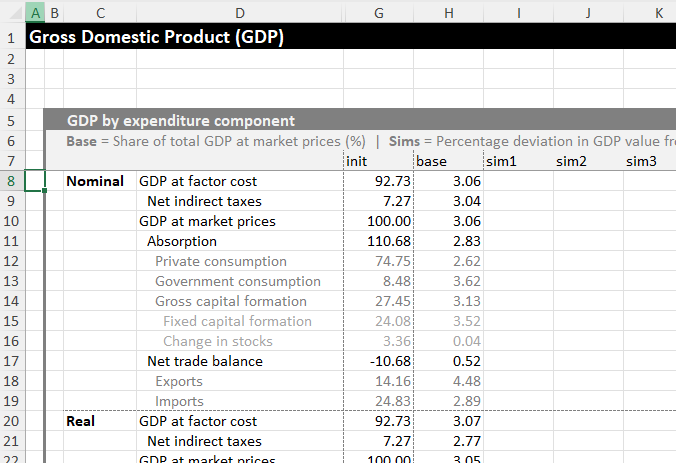 A B C D G H I J K
1 Gross Domestic Product (GDP)
2
3
4
5 GDP by expenditure component
6 Base = Share of total GDP at market prices (%) | Sims = Percentage deviation in GDP value
7 init base sim1 sim2 sim3
8 Nominal GDP at factor cost 92.73 3.06
9 Net indirect taxes 7.27 3.04
10 GDP at market prices 100.00 3.06
11 Absorption 110.68 2.83
12 Private consumption 74.75 2.62
13 Government consumption 8.48 3.62
14 Gross capital formation 27.45 3.13
15 Fixed capital formation 24.08 3.52
16 Change in stocks 3.36 0.04
17 Net trade balance -10.68 0.52
18 Exports 14.16 4.48
19 Imports 24.83 2.89
20 Real GDP at factor cost 92.73 3.07
21 Net indirect taxes 7.27 2.77
22 GDP at market prices 100.00 3.05